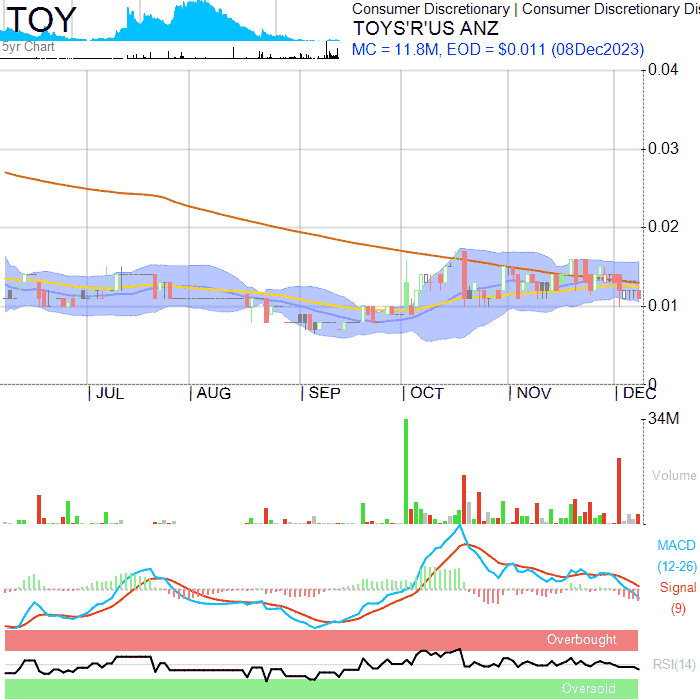 TOY
5yr Chart
Consumer Discretionary | Consumer Discretionary Dis
TOYS'R'US ANZ
MC = 11.8M, EOD = $0.011 (08Dec2023)
0.04
0.03
0.02
0.01
0
JUL AUG SEP OCT NOV DEC
34M
Volume
MACD
(12-26)
Signal
(9)
Overbought
RSI(14)
Oversold